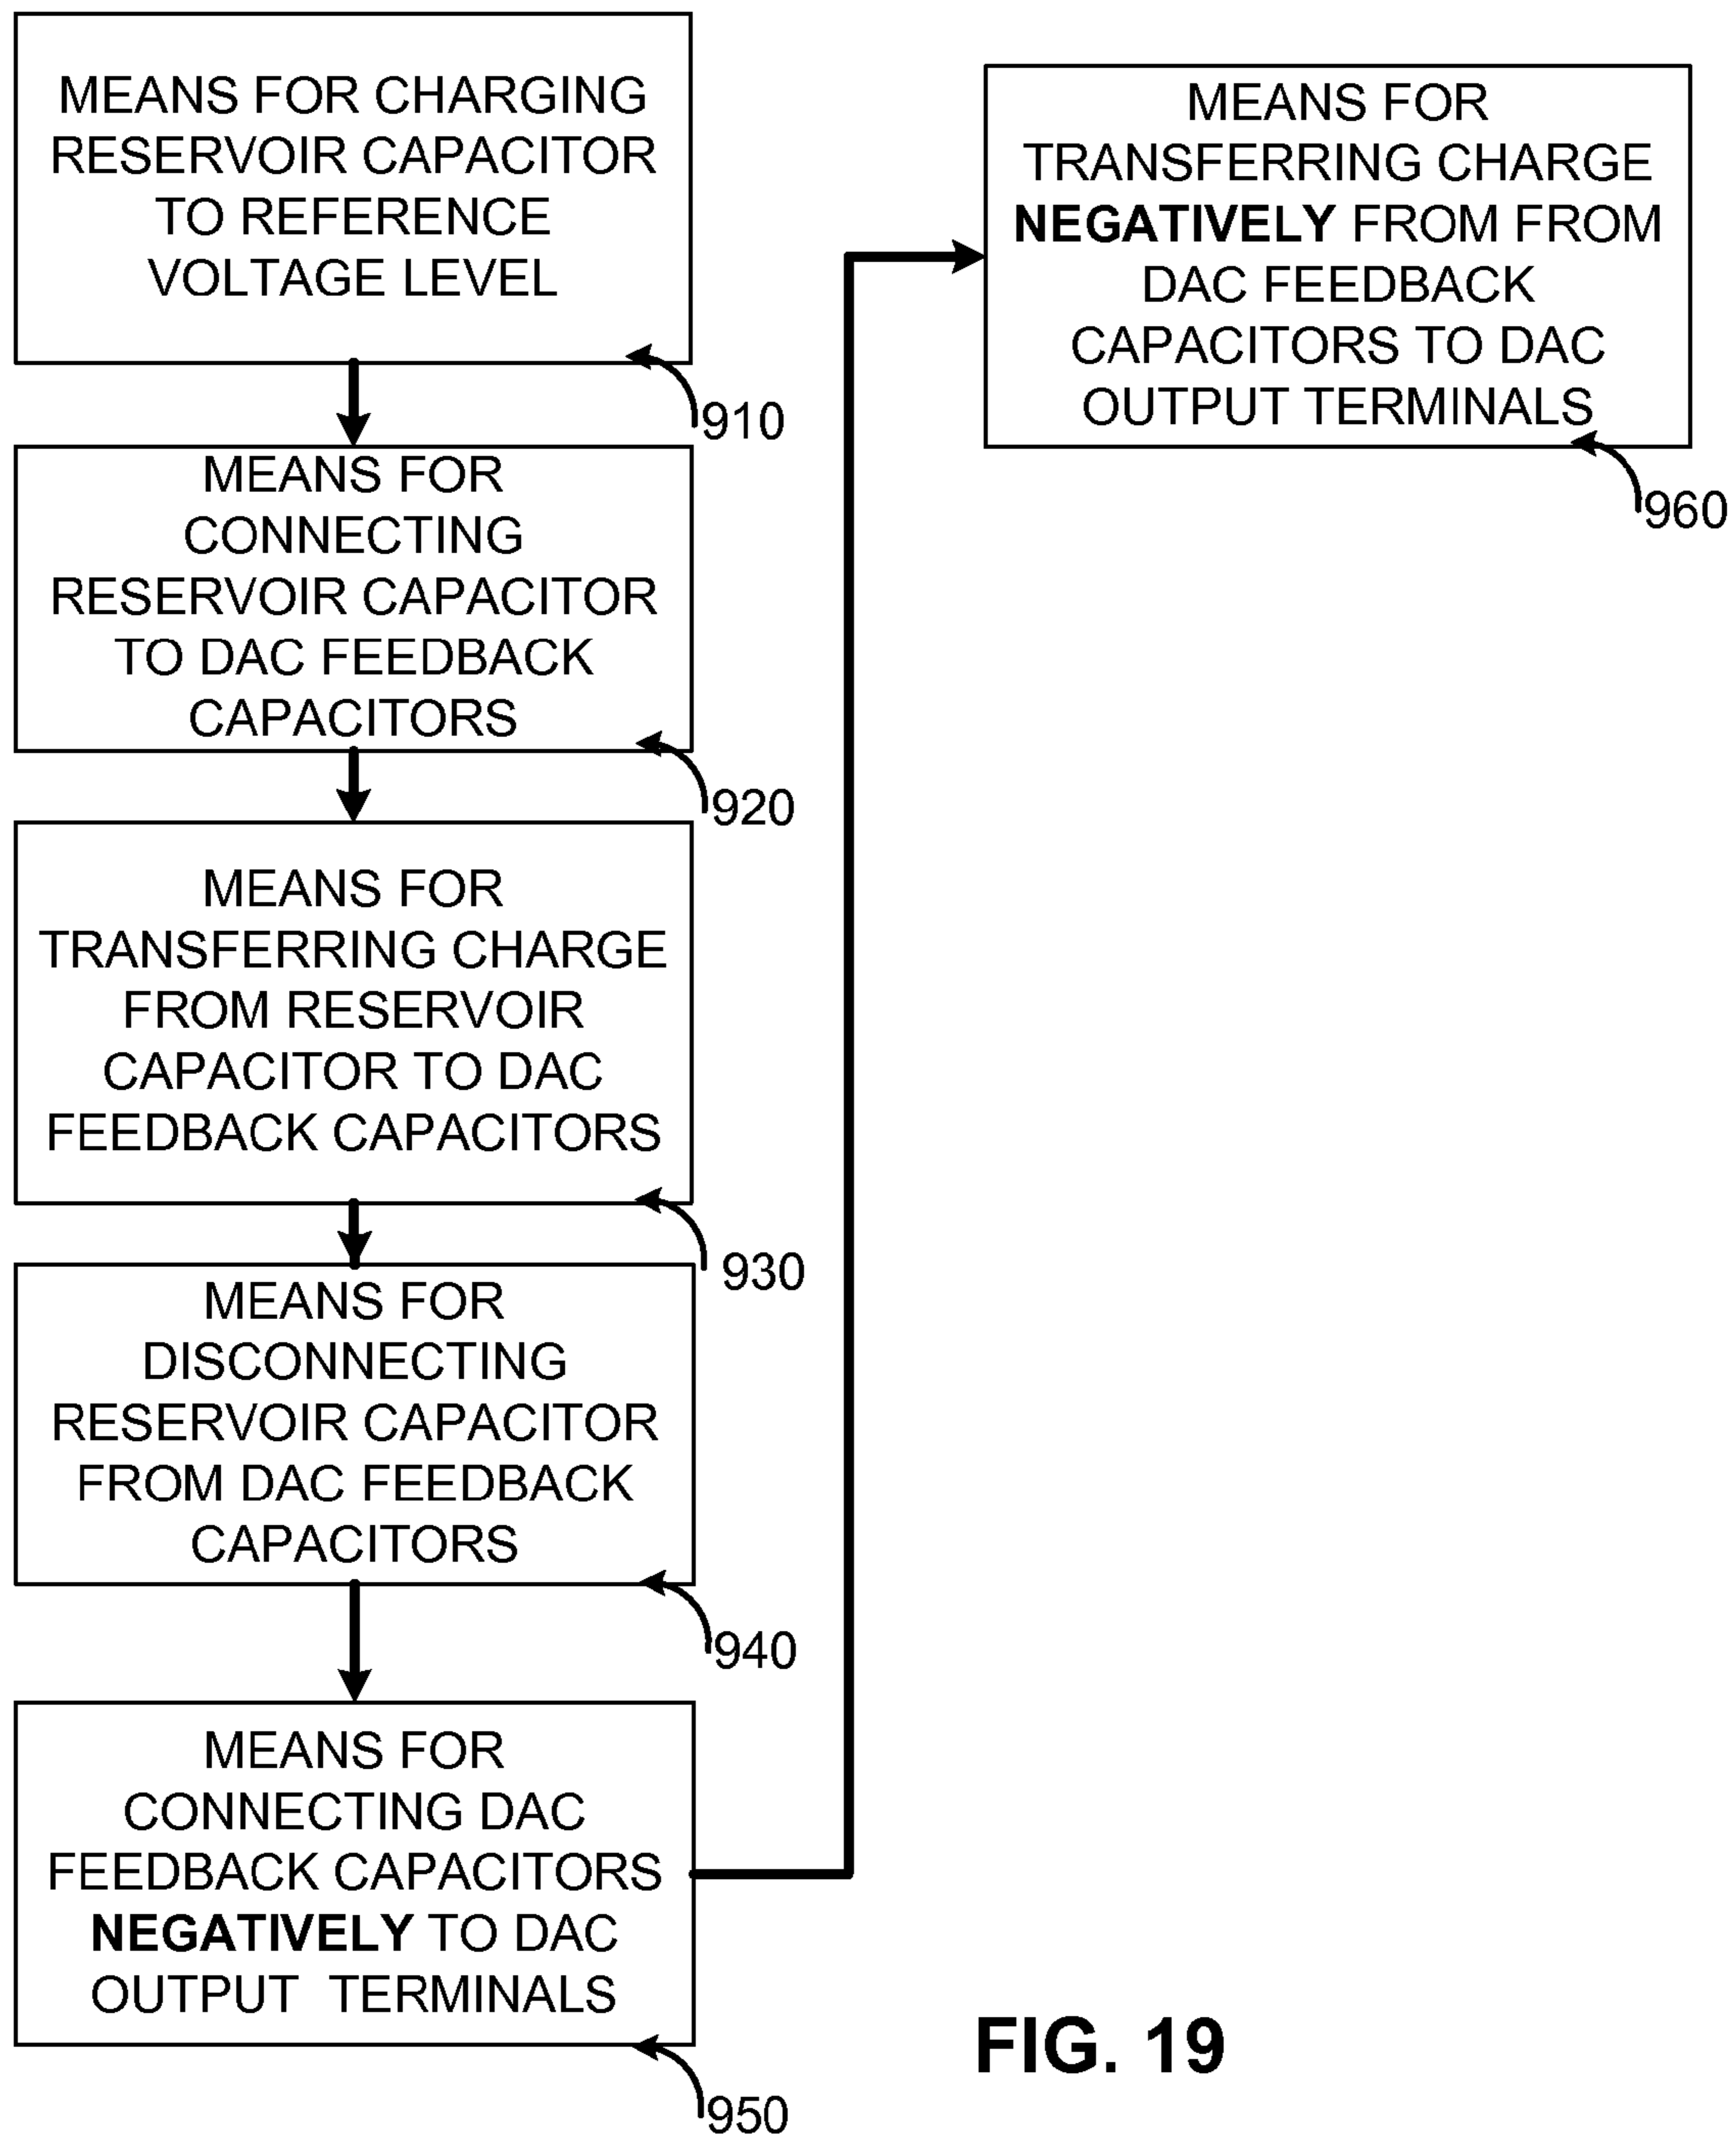 MEANS FOR CHARGING
RESERVOIR CAPACITOR
TO REFERENCE
VOLTAGE LEVEL
910
MEANS FOR
CONNECTING
RESERVOIR CAPACITOR
TO DAC FEEDBACK
CAPACITORS
920
MEANS FOR
TRANSFERRING CHARGE
FROM RESERVOIR
CAPACITOR TO DAC
FEEDBACK CAPACITORS
930
MEANS FOR
DISCONNECTING
RESERVOIR CAPACITOR
FROM DAC FEEDBACK
CAPACITORS
940
MEANS FOR
CONNECTING DAC
FEEDBACK CAPACITORS
NEGATIVELY TO DAC
OUTPUT TERMINALS
950
MEANS FOR
TRANSFERRING CHARGE
NEGATIVELY FROM FROM
DAC FEEDBACK
CAPACITORS TO DAC
OUTPUT TERMINALS
960
FIG. 19